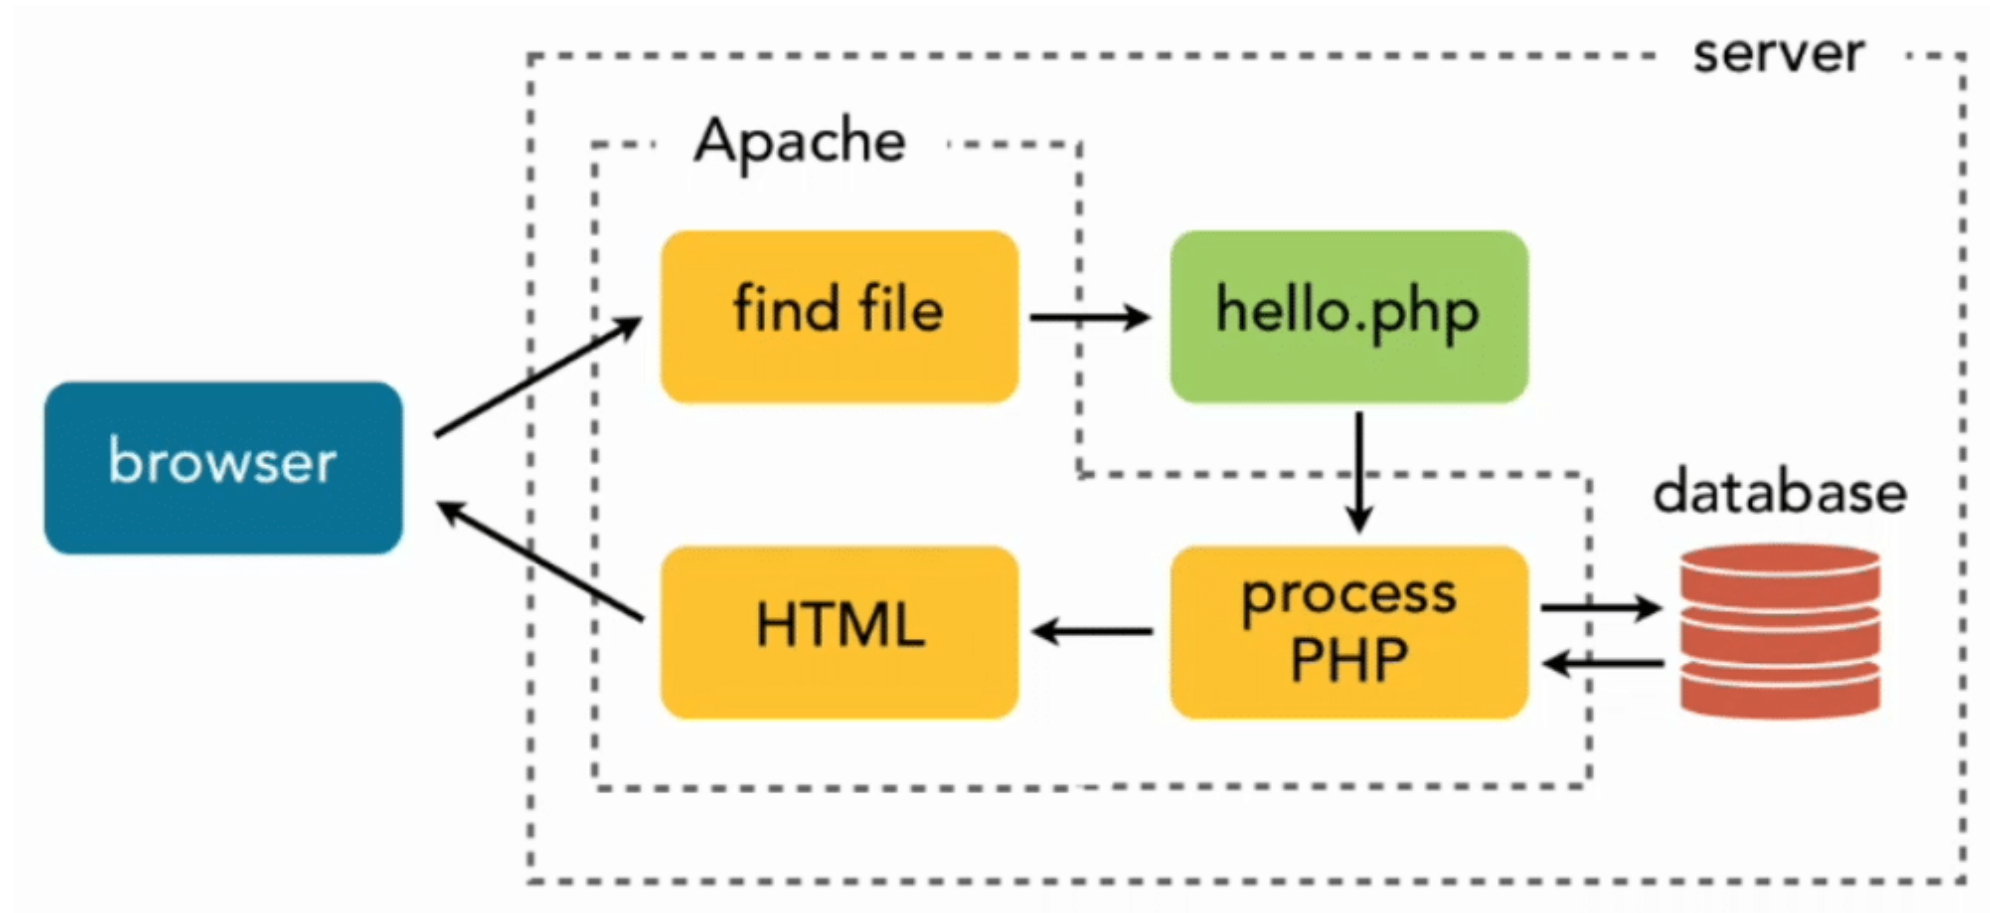 server
Apache
find file
hello.php
browser
database
HTML
process
PHP